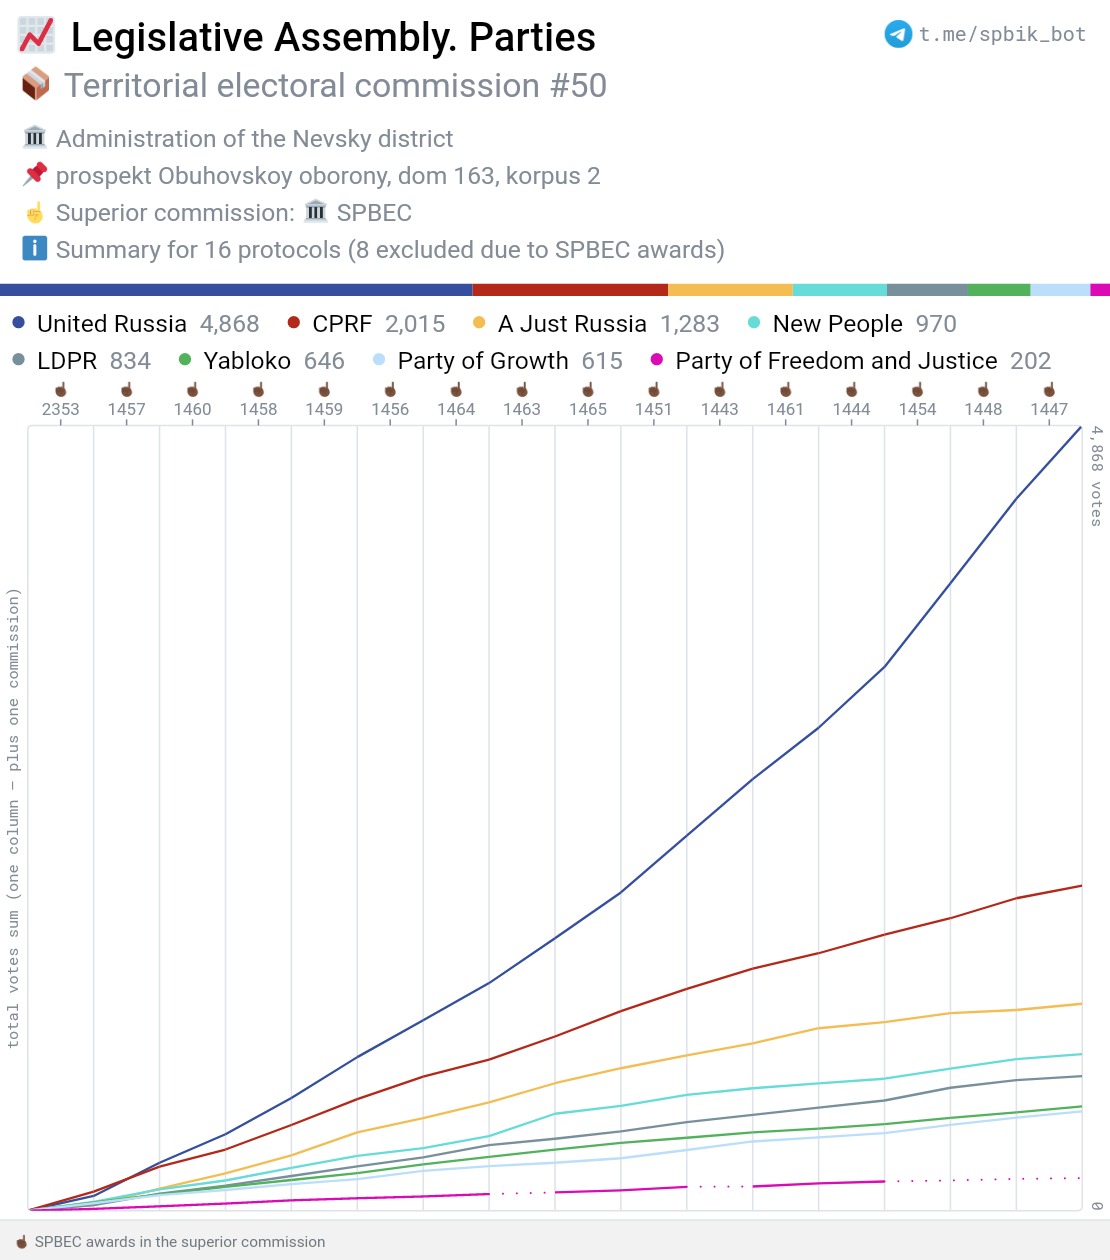 Legislative Assembly. Parties
t.me/spbik_bot
Territorial electoral commission #50
Administration of the Nevsky district
prospekt Obuhovskoy oborony, dom 163, korpus 2
Superior commission: SPBEC
Summary for 16 protocols (8 excluded due to SPBEC awards)
United Russia 4,868 CPRF 2,015 A Just Russia 1,283 New People 970
LDPR 834 Yabloko 646 Party of Growth 615 Party of Freedom and Justice 202
2353 1457 1460 1458 1459 1456 1464 1463 1465 1451 1443 1461 1444 1454 1448 1447
4,868 votes
total votes sum (one column — plus one commission)
0
SPBEC awards in the superior commission